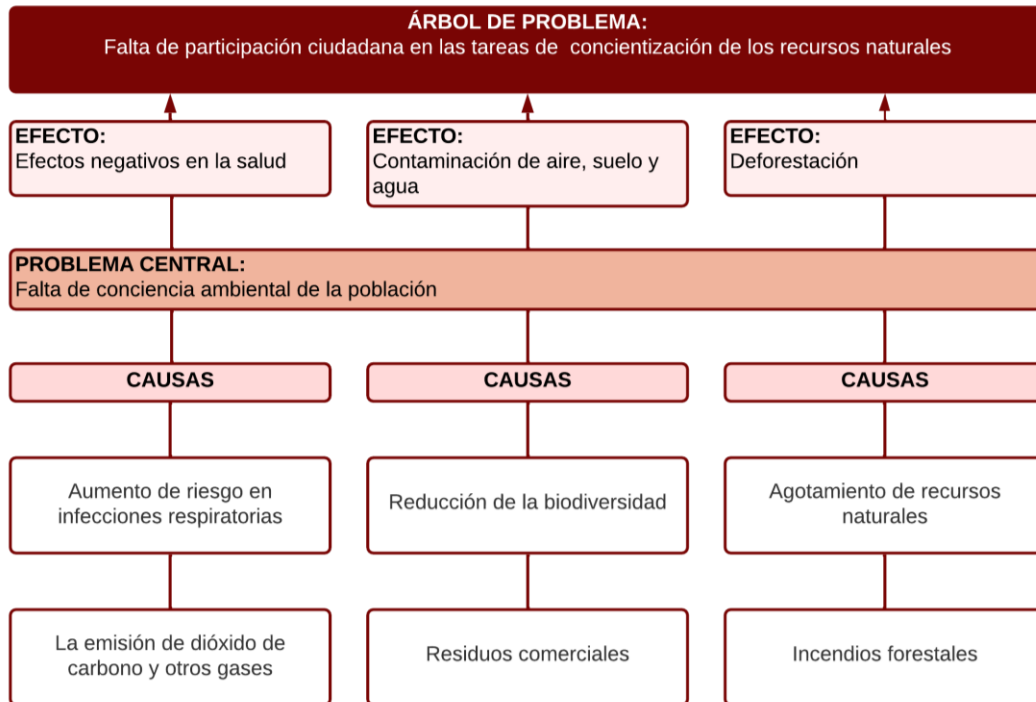 ÁRBOL DE PROBLEMA:
Falta de participación ciudadana en las tareas de concientización de los recursos naturales
EFECTO:
Efectos negativos en la salud
EFECTO:
Contaminación de aire, suelo y
agua
EFECTO:
Deforestación
PROBLEMA CENTRAL:
Falta de conciencia ambiental de la población
CAUSAS
CAUSAS
CAUSAS
Aumento de riesgo en
infecciones respiratorias
Reducción de la biodiversidad
Agotamiento de recursos
naturales
La emisión de dióxido de
carbono y otros gases
Residuos comerciales
Incendios forestales